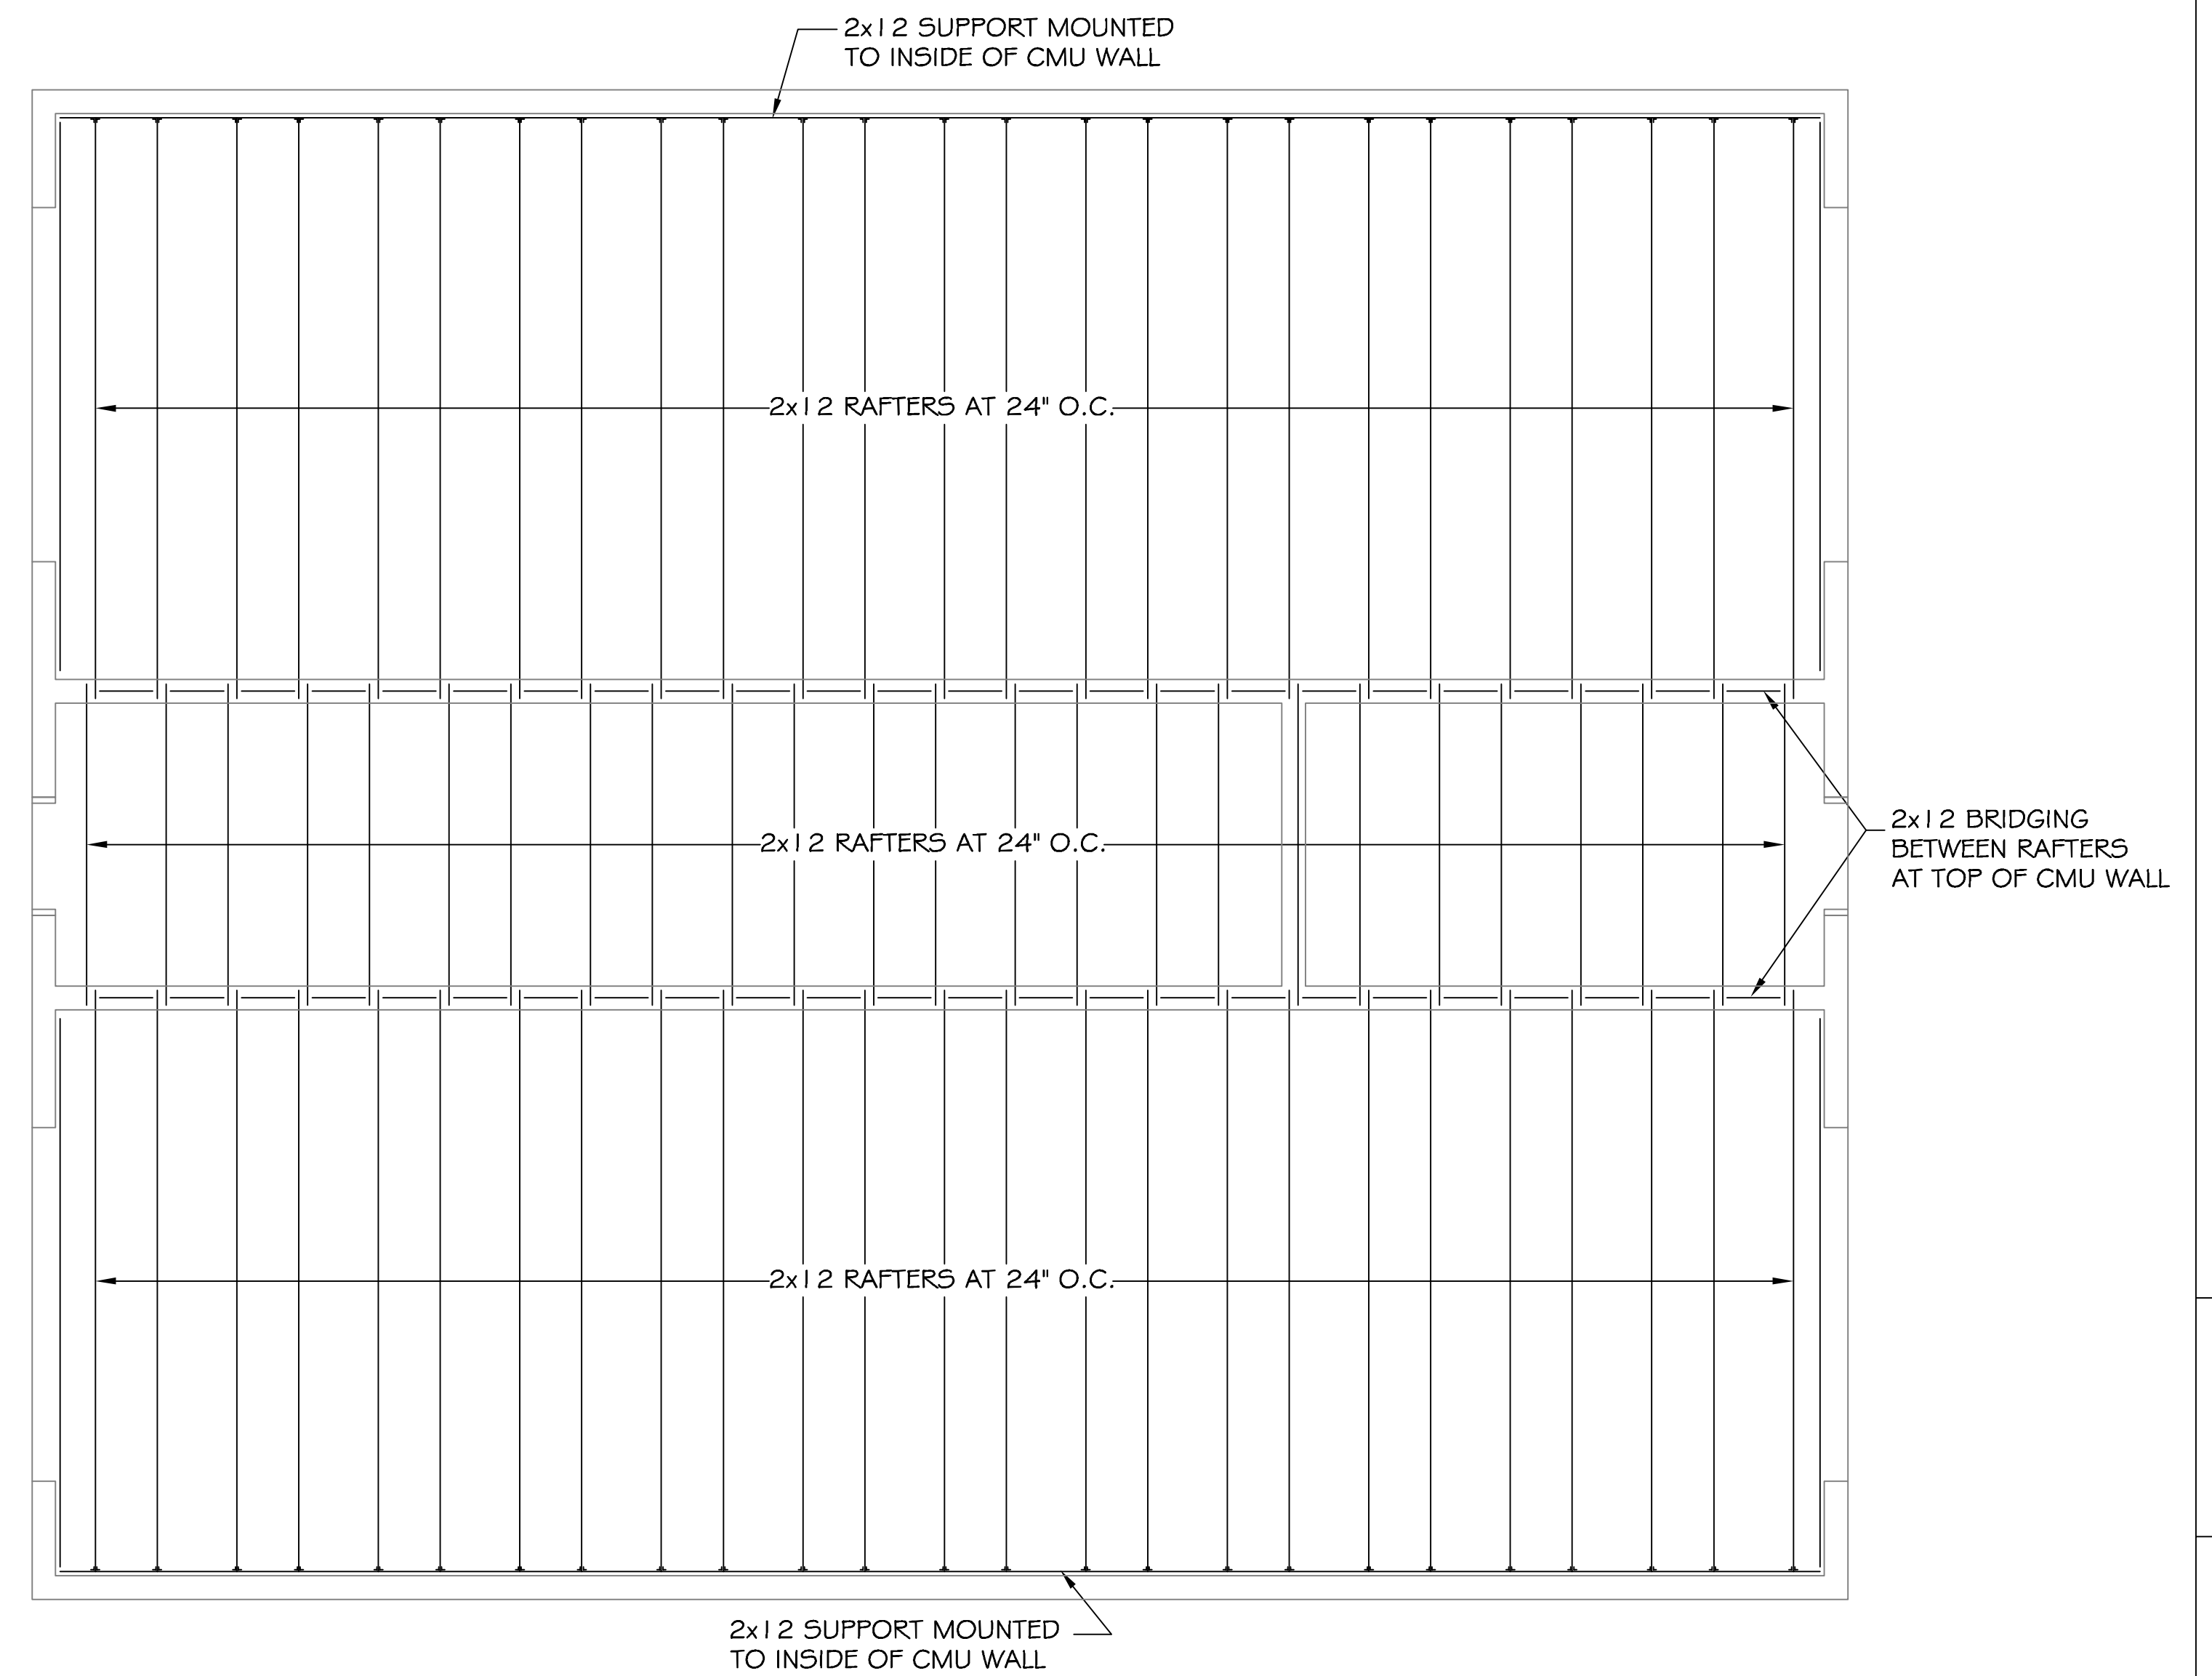 2x12 SUPPORT MOUNTED
TO INSIDE OF CMU WALL
2x12 RAFTERS AT 24" O.C.
2x12 RAFTERS AT 24" O.C.
2x12 BRIDGING
BETWEEN RAFTERS
AT TOP OF CMU WALL
2x12 RAFTERS AT 24" O.C.
2x12 SUPPORT MOUNTED
TO INSIDE OF CMU WALL